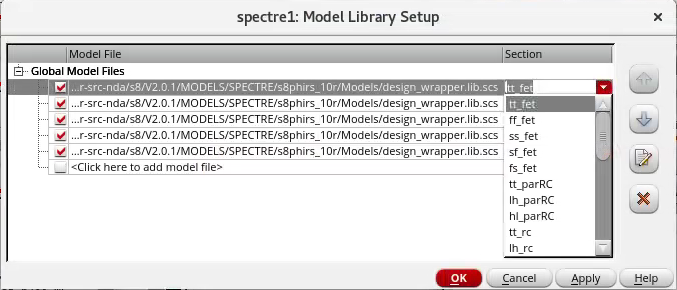 spectre1: Model Library Setup
Model File Section
Global Model Files
...r-src-nda/s8/V2.0.1/MODELS/SPECTRE/s8phirs_10r/Models/design_wrapper.lib.scs tt_fet
...r-src-nda/s8/V2.0.1/MODELS/SPECTRE/s8phirs_10r/Models/design_wrapper.lib.scs tt_fet
...r-src-nda/s8/V2.0.1/MODELS/SPECTRE/s8phirs_10r/Models/design_wrapper.lib.scs ff_fet
...r-src-nda/s8/V2.0.1/MODELS/SPECTRE/s8phirs_10r/Models/design_wrapper.lib.scs ss_fet
...r-src-nda/s8/V2.0.1/MODELS/SPECTRE/s8phirs_10r/Models/design_wrapper.lib.scs sf_fet
<Click here to add model file> fs_fet
tt_parRC
lh_parRC
hl_parRC
tt_rc
lh_rc
OK Cancel Apply Help